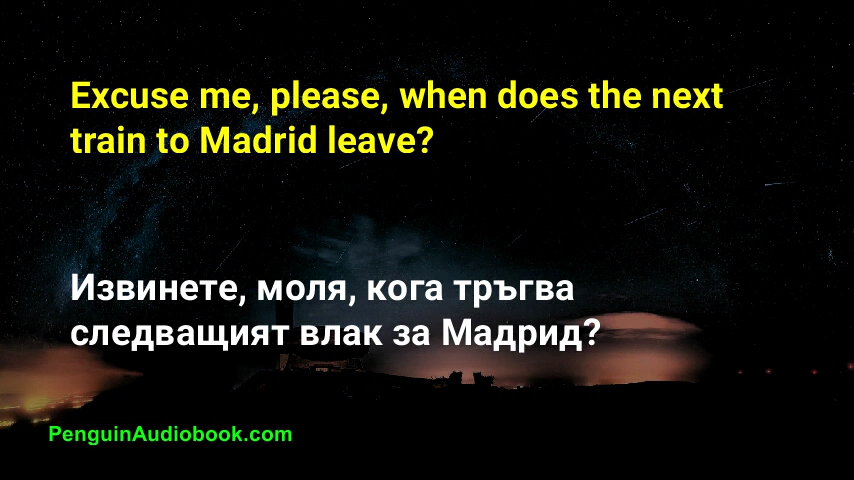 Excuse me, please, when does the next
train to Madrid leave?
Извинете, моля, кога тръгва
следващият влак за Мадрид?
PenguinAudiobook.com